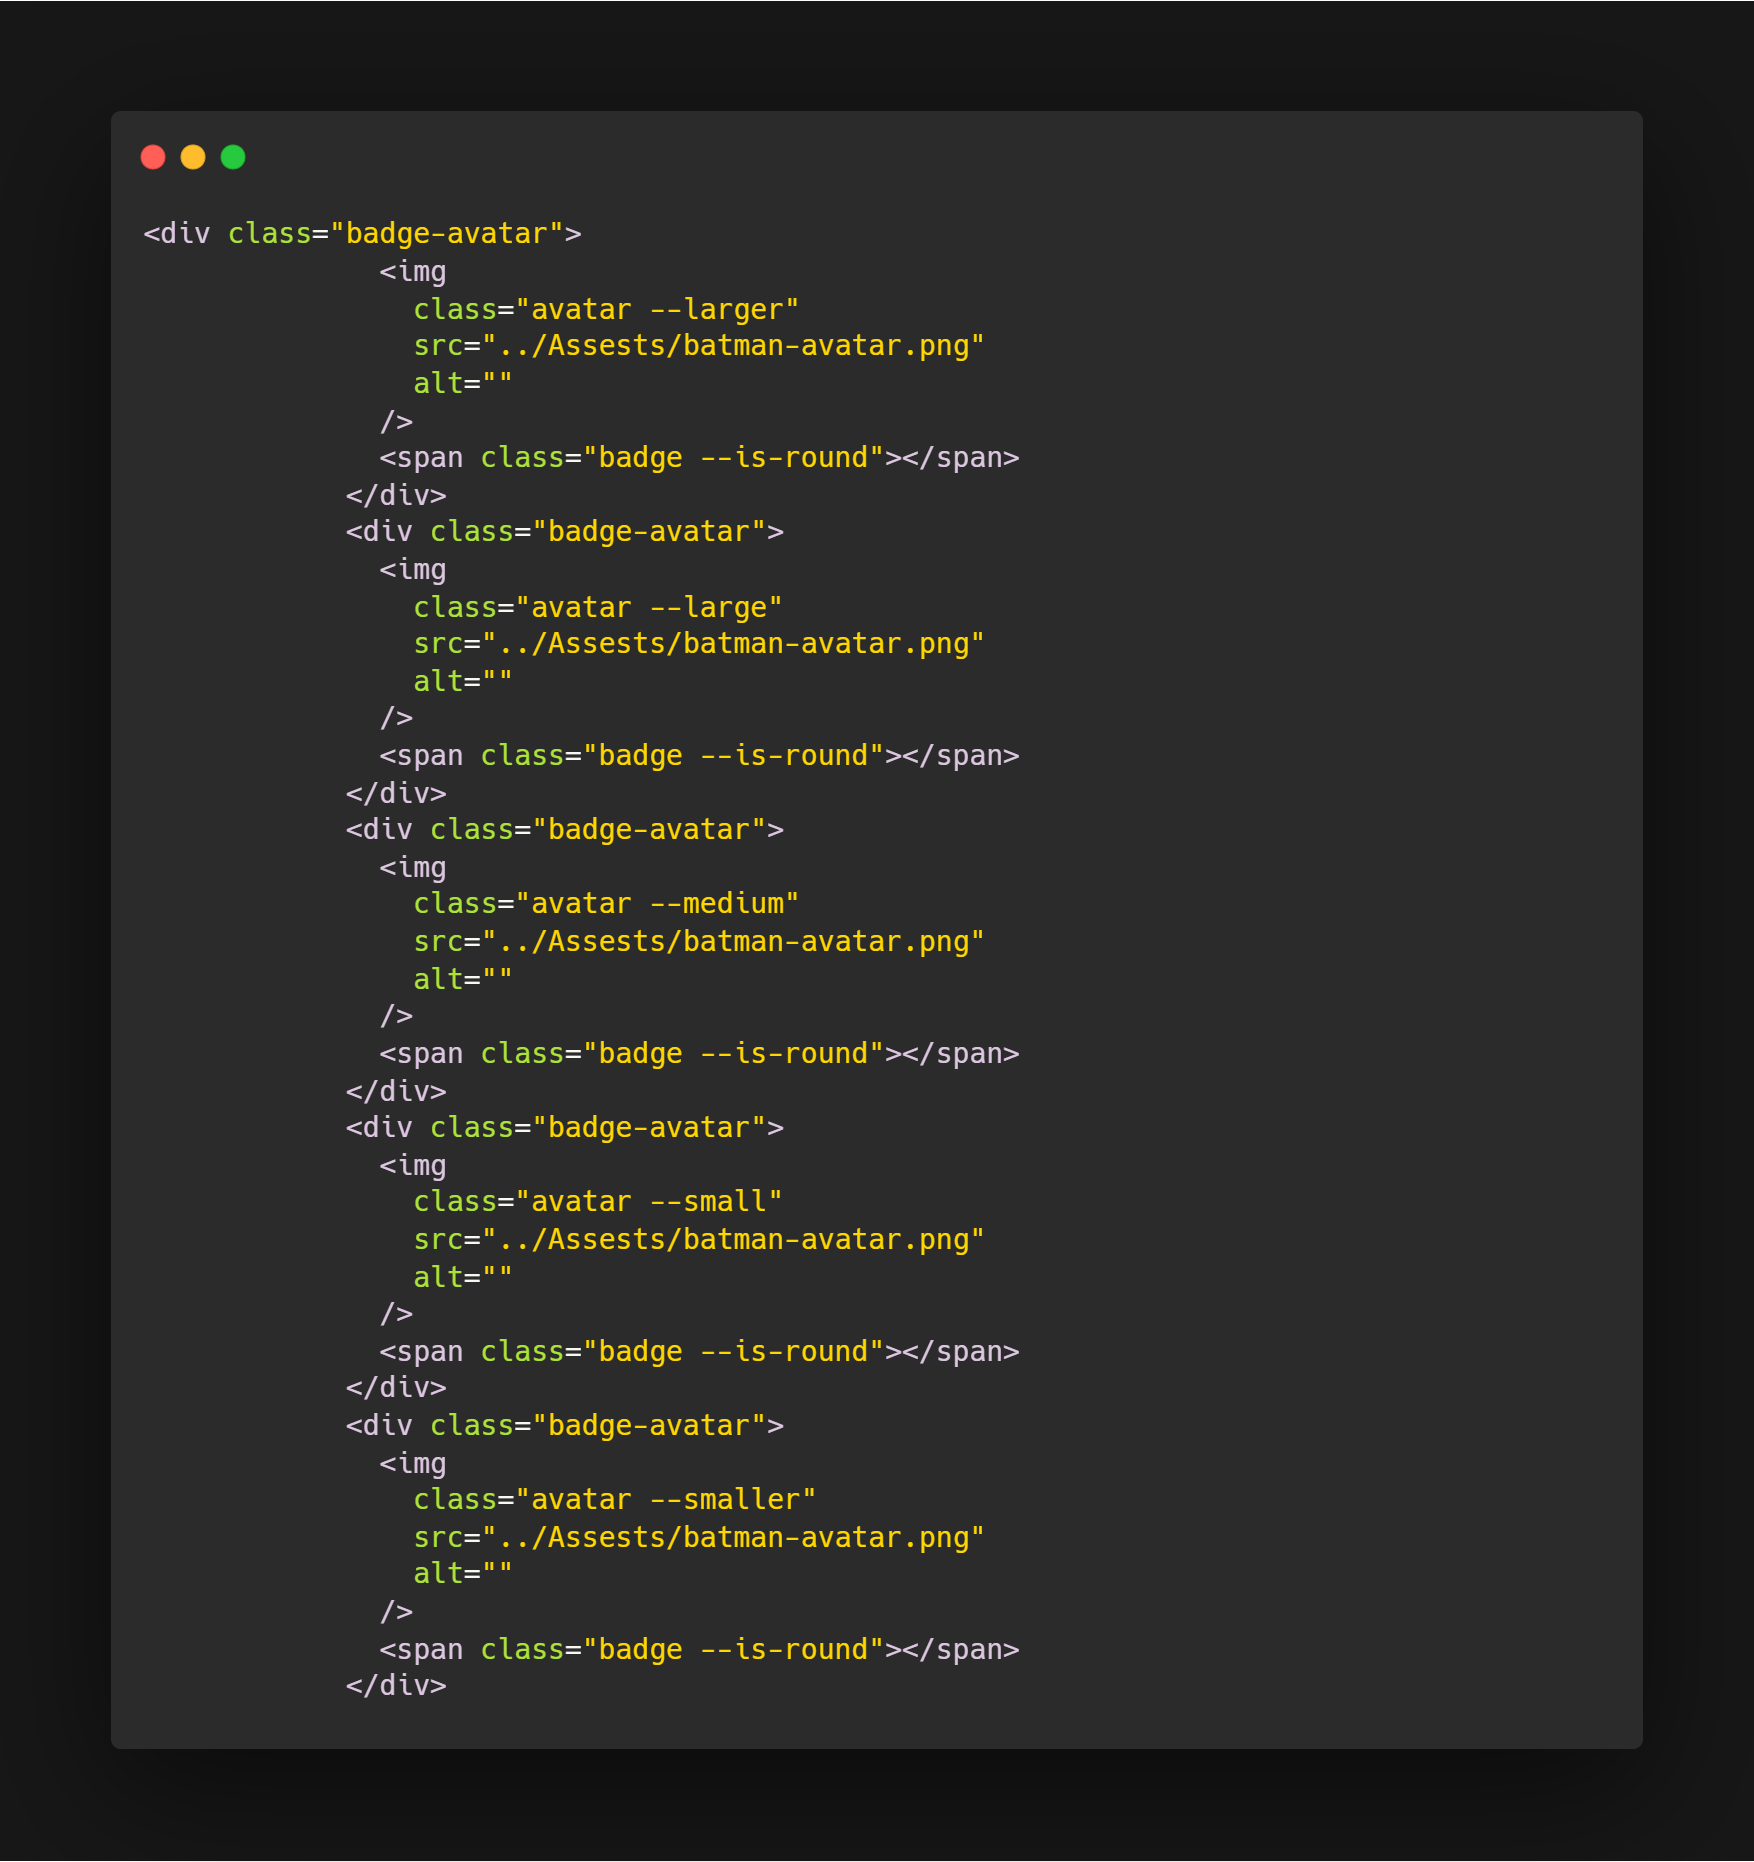 <div class="badge-avatar">
              <img
                class="avatar --larger"
                src="../Assests/batman-avatar.png"
                alt=""
              />
              <span class="badge --is-round"></span>
            </div>
            <div class="badge-avatar">
              <img
                class="avatar --large"
                src="../Assests/batman-avatar.png"
                alt=""
              />
              <span class="badge --is-round"></span>
            </div>
            <div class="badge-avatar">
              <img
                class="avatar --medium"
                src="../Assests/batman-avatar.png"
                alt=""
              />
              <span class="badge --is-round"></span>
            </div>
            <div class="badge-avatar">
              <img
                class="avatar --small"
                src="../Assests/batman-avatar.png"
                alt=""
              />
              <span class="badge --is-round"></span>
            </div>
            <div class="badge-avatar">
              <img
                class="avatar --smaller"
                src="../Assests/batman-avatar.png"
                alt=""
              />
              <span class="badge --is-round"></span>
            </div>